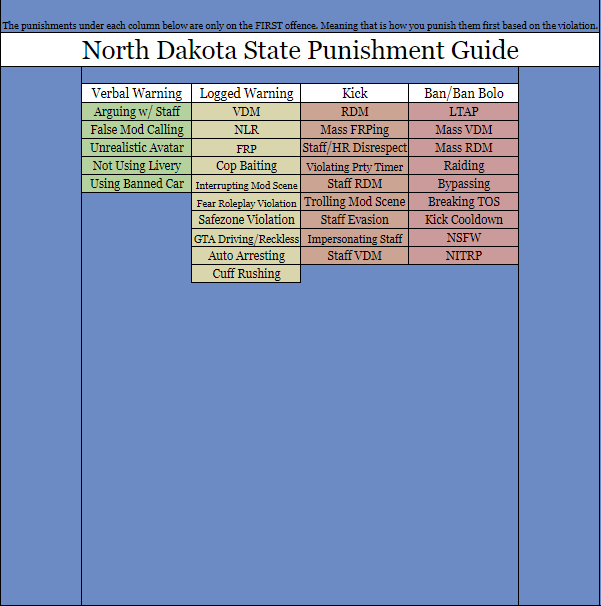 The punishments under each column below are only on the FIRST offence. Meaning that is how you punish them first based on the violation.
North Dakota State Punishment Guide
Verbal Warning Logged Warning Kick Ban/Ban Bolo
Arguing w/ Staff VDM RDM LTAP
False Mod Calling NLR Mass FRPing Mass VDM
Unrealistic Avatar FRP Staff/HR Disrespect Mass RDM
Not Using Livery Cop Baiting Violating Prty Timer Raiding
Using Banned Car Interrupting Mod Scene Staff RDM Bypassing
Fear Roleplay Violation Trolling Mod Scene Breaking TOS
Safezone Violation Staff Evasion Kick Cooldown
GTA Driving/Reckless Impersonating Staff NSFW
Auto Arresting Staff VDM NITRP
Cuff Rushing